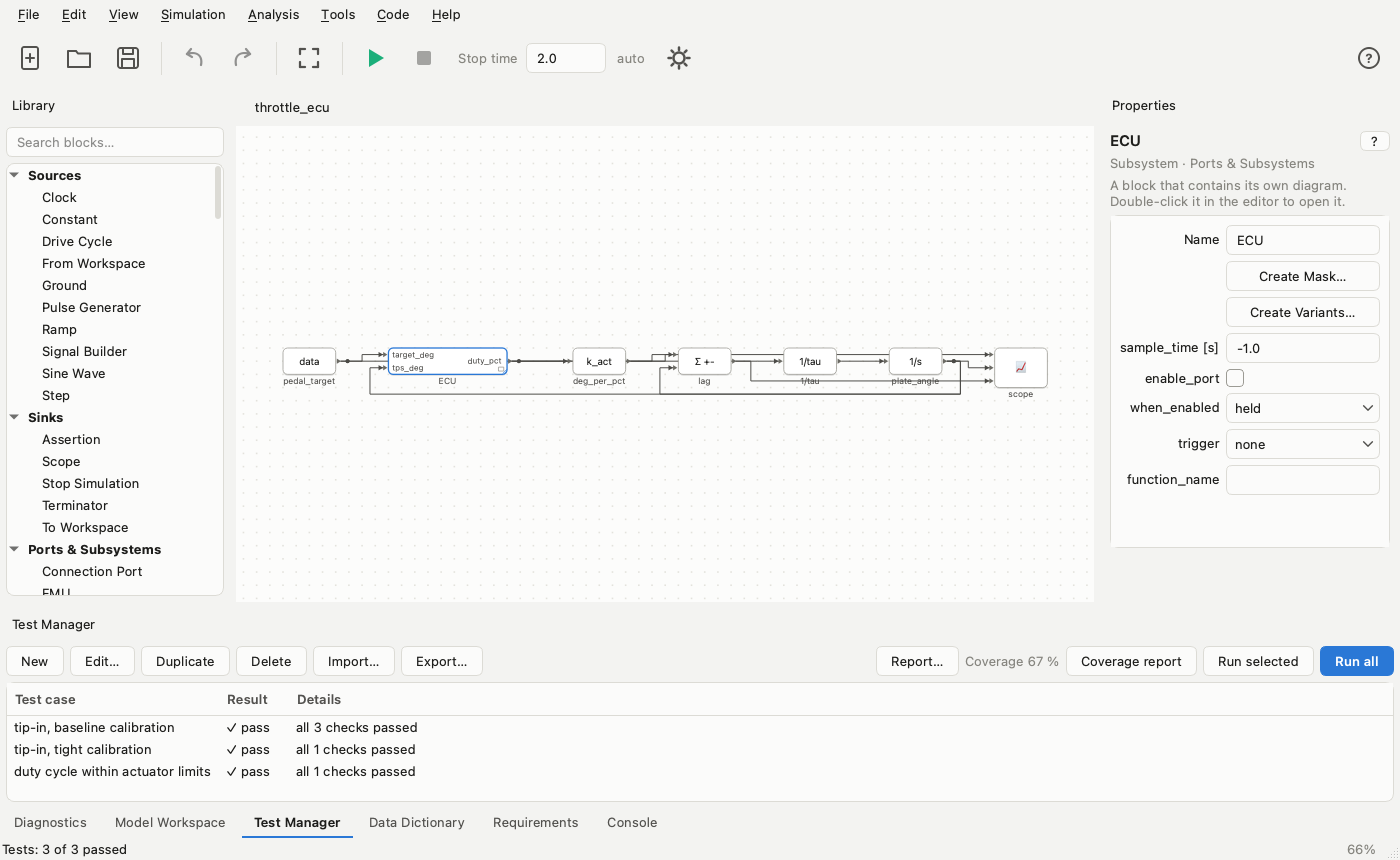 File Edit View Simulation Analysis Tools Code Help
Stop time 2.0 auto
Library
Search blocks...
Sources
Clock
Constant
Drive Cycle
From Workspace
Ground
Pulse Generator
Ramp
Signal Builder
Sine Wave
Step
Sinks
Assertion
Scope
Stop Simulation
Terminator
To Workspace
Ports & Subsystems
Connection Port
FMU
throttle_ecu
data
pedal_target
target_deg
tps_deg
duty_pct
ECU
k_act
deg_per_pct
Σ +-
lag
1/tau
1/tau
1/s
plate_angle
scope
Properties
ECU ?
Subsystem · Ports & Subsystems
A block that contains its own diagram.
Double-click it in the editor to open it.
Name ECU
Create Mask...
Create Variants...
sample_time [s] -1.0
enable_port
when_enabled held
trigger none
function_name
Test Manager
New Edit... Duplicate Delete Import... Export... Report... Coverage 67 % Coverage report Run selected Run all
Test case Result Details
tip-in, baseline calibration ✓ pass all 3 checks passed
tip-in, tight calibration ✓ pass all 1 checks passed
duty cycle within actuator limits ✓ pass all 1 checks passed
Diagnostics Model Workspace Test Manager Data Dictionary Requirements Console
Tests: 3 of 3 passed 66%